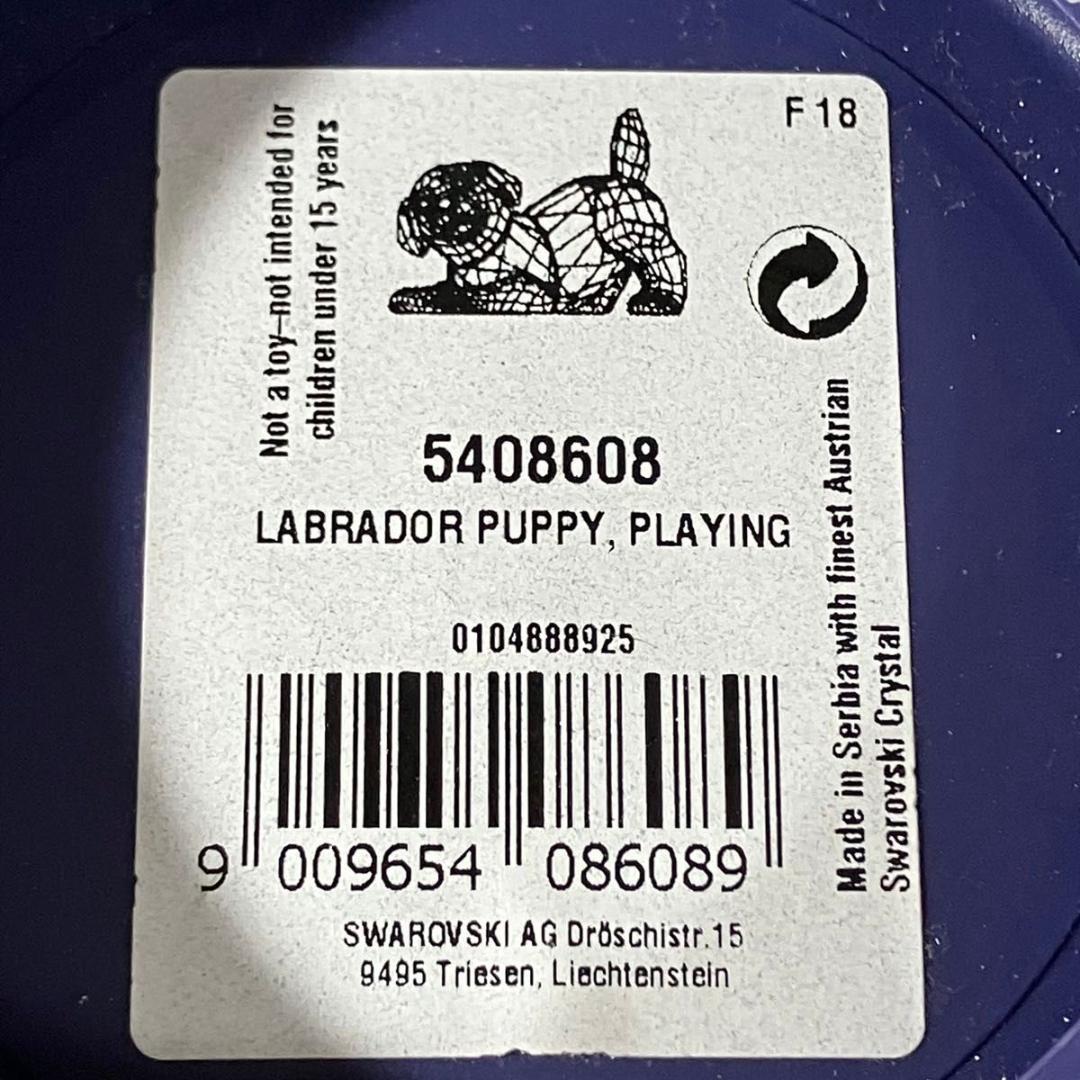 F 18
Not a toy–not intended for
children under 15 years
5408608
LABRADOR PUPPY, PLAYING
Made in Serbia with finest Austrian
Swarovski Crystal
0104888925
9 009654 086089
SWAROVSKI AG Dröschistr.15
9495 Triesen, Liechtenstein